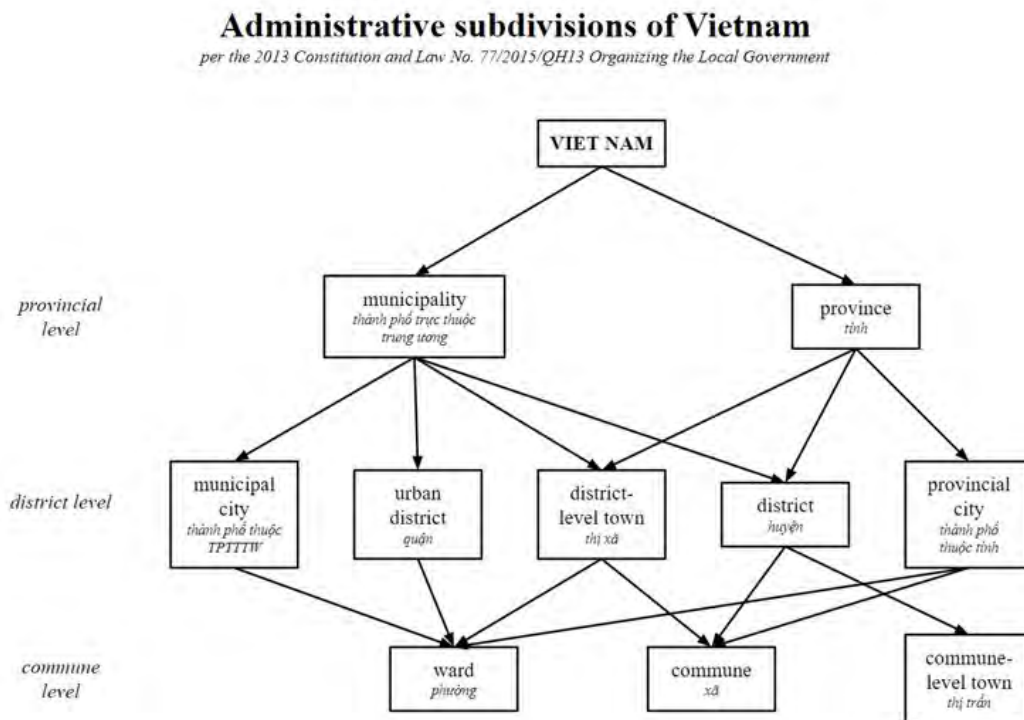 Administrative subdivisions of Vietnam
per the 2013 Constitution and Law No. 77/2015/QH13 Organizing the Local Government
VIET NAM
provincial
level
municipality
thành phố trực thuộc
trung ương
province
tỉnh
district level
municipal
city
thành phố thuộc
TPTTTW
urban
district
quận
district-
level town
thị xã
district
huyện
provincial
city
thành phố
thuộc tỉnh
commune
level
ward
phường
commune
xã
commune-
level town
thị trấn